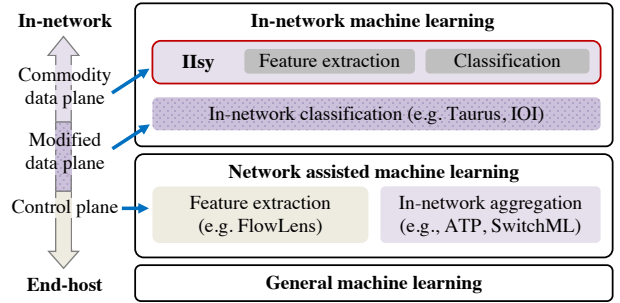 In-network
In-network machine learning
IIsy
Feature extraction
Classification
Commodity
data plane
In-network classification (e.g. Taurus, IOI)
Modified
data plane
Network assisted machine learning
Control plane
Feature extraction
(e.g. FlowLens)
In-network aggregation
(e.g., ATP, SwitchML)
End-host
General machine learning